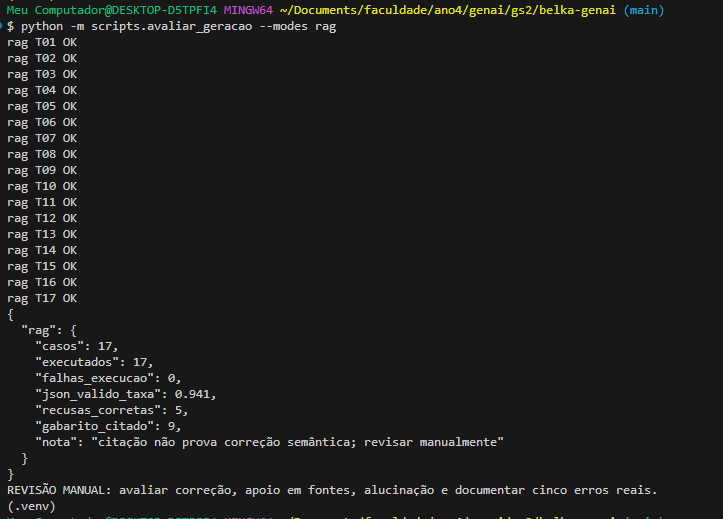 Meu Computador@DESKTOP-D5TPFI4 MINGW64 ~/Documents/faculdade/ano4/genai/gs2/belka-genai (main)
$ python -m scripts.avaliar_geracao --modes rag
rag T01 OK
rag T02 OK
rag T03 OK
rag T04 OK
rag T05 OK
rag T06 OK
rag T07 OK
rag T08 OK
rag T09 OK
rag T10 OK
rag T11 OK
rag T12 OK
rag T13 OK
rag T14 OK
rag T15 OK
rag T16 OK
rag T17 OK
{
  "rag": {
    "casos": 17,
    "executados": 17,
    "falhas_execucao": 0,
    "json_valido_taxa": 0.941,
    "recusas_corretas": 5,
    "gabarito_citado": 9,
    "nota": "citação não prova correção semântica; revisar manualmente"
  }
}
REVISÃO MANUAL: avaliar correção, apoio em fontes, alucinação e documentar cinco erros reais.
(.venv)